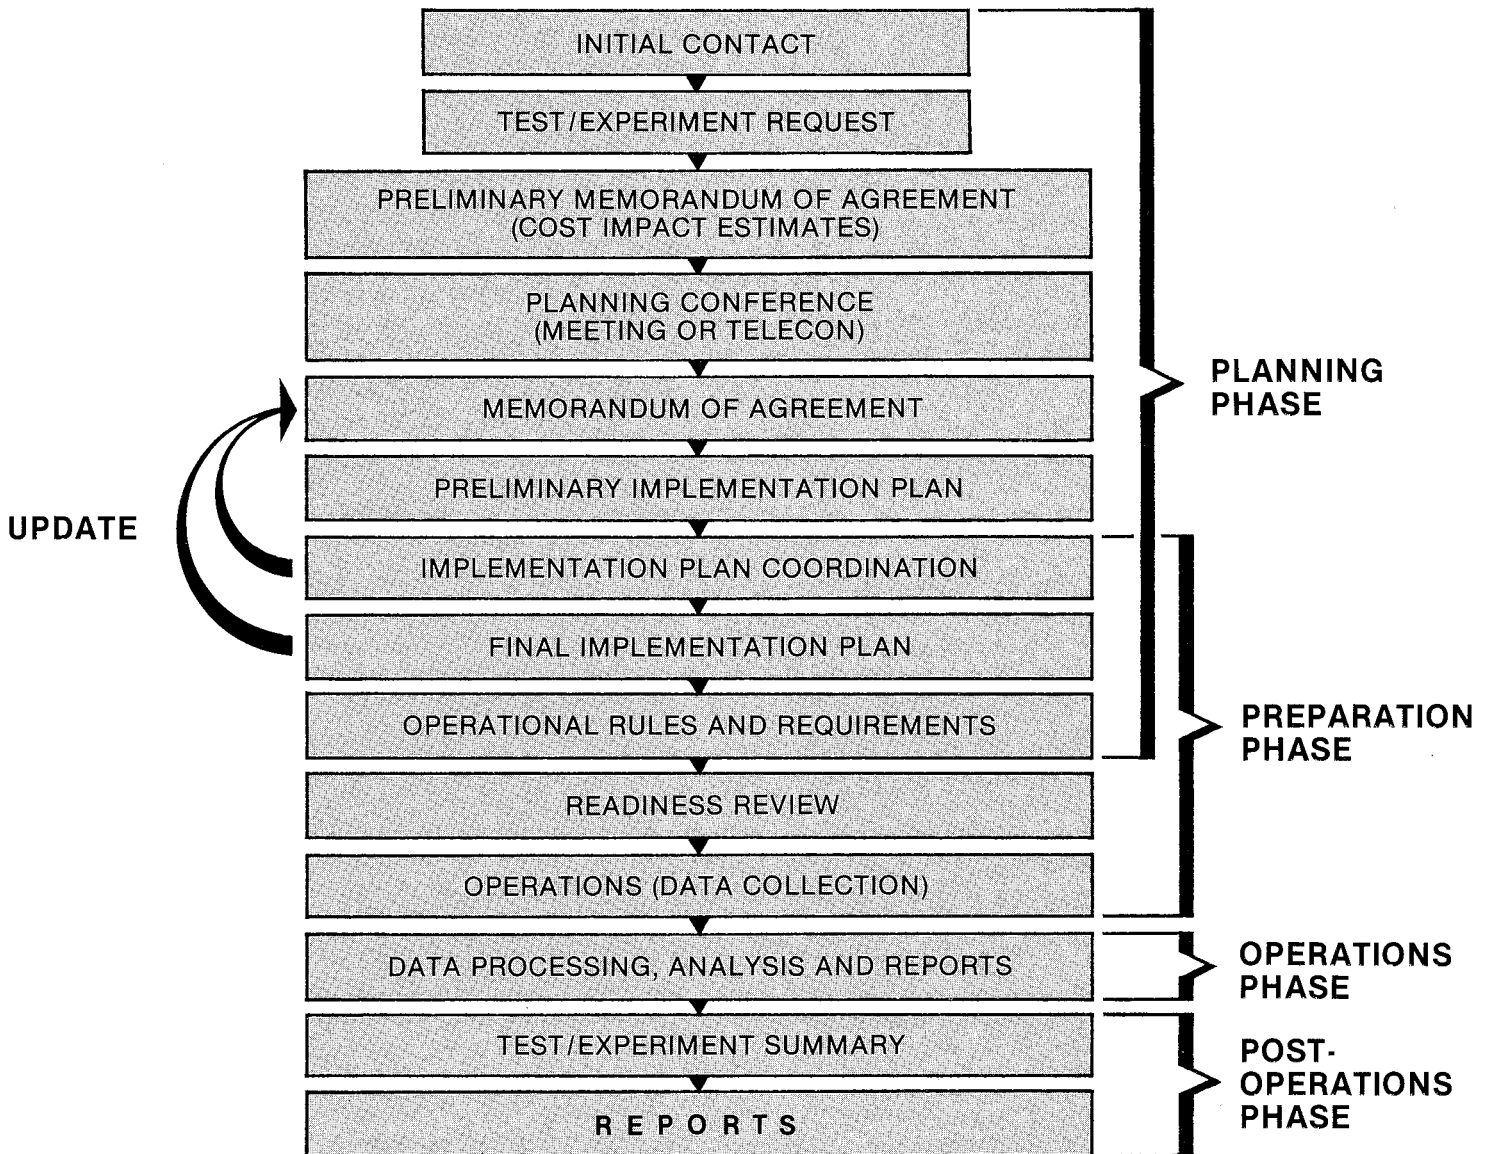 INITIAL CONTACT
TEST/EXPERIMENT REQUEST
PRELIMINARY MEMORANDUM OF AGREEMENT
(COST IMPACT ESTIMATES)
PLANNING CONFERENCE
(MEETING OR TELECON)
PLANNING
PHASE
MEMORANDUM OF AGREEMENT
PRELIMINARY IMPLEMENTATION PLAN
UPDATE
IMPLEMENTATION PLAN COORDINATION
FINAL IMPLEMENTATION PLAN
OPERATIONAL RULES AND REQUIREMENTS
PREPARATION
PHASE
READINESS REVIEW
OPERATIONS (DATA COLLECTION)
DATA PROCESSING, ANALYSIS AND REPORTS
OPERATIONS
PHASE
TEST/EXPERIMENT SUMMARY
REPORTS
POST-
OPERATIONS
PHASE